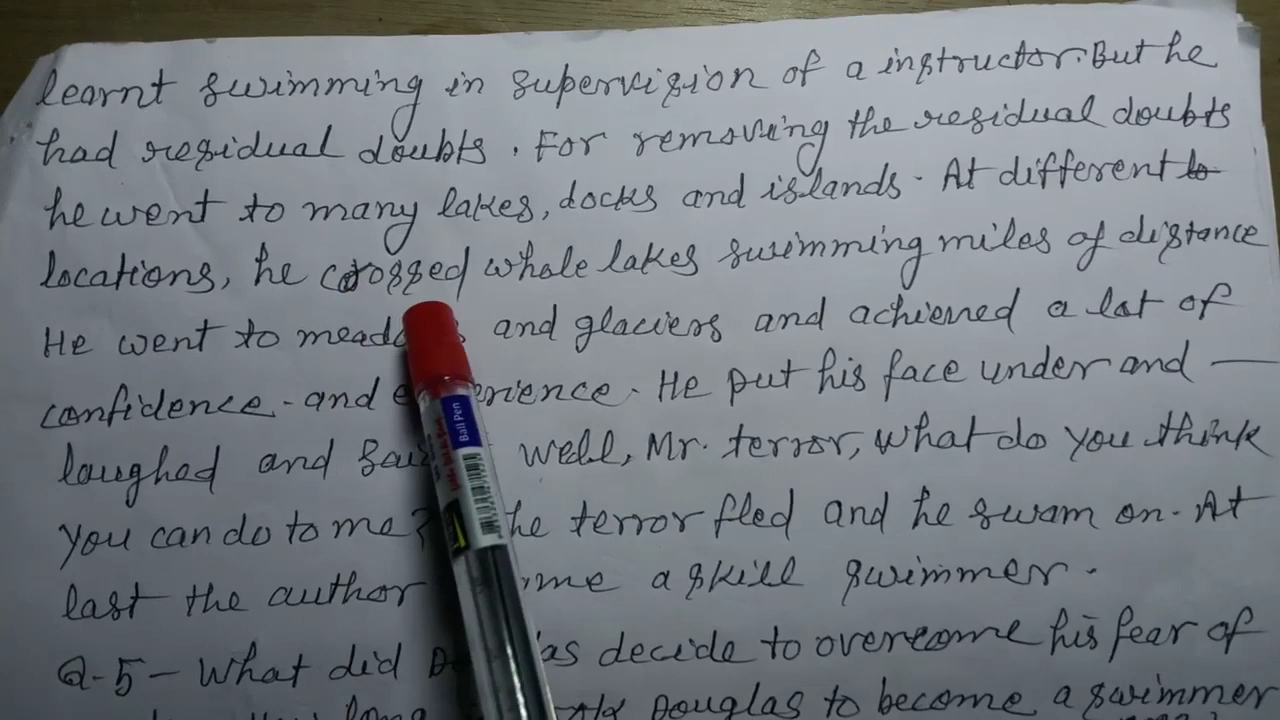 learnt swimming in supervision of a instructor. But he
had residual doubts. For removing the residual doubts
he went to many lakes, docks and islands. At different to
locations, he crossed whole lakes swimming miles of distance
He went to and glaciers and achieved a lot of
confidence - and. He put his face under and —
laughed and well, Mr. terror, what do you think
you can do to me? the terror fled and he swam on. At
last the author a skill swimmer.
Q-5 - What did decide to overcome his fear of
long Douglas to become a swimmer
Ball Pen